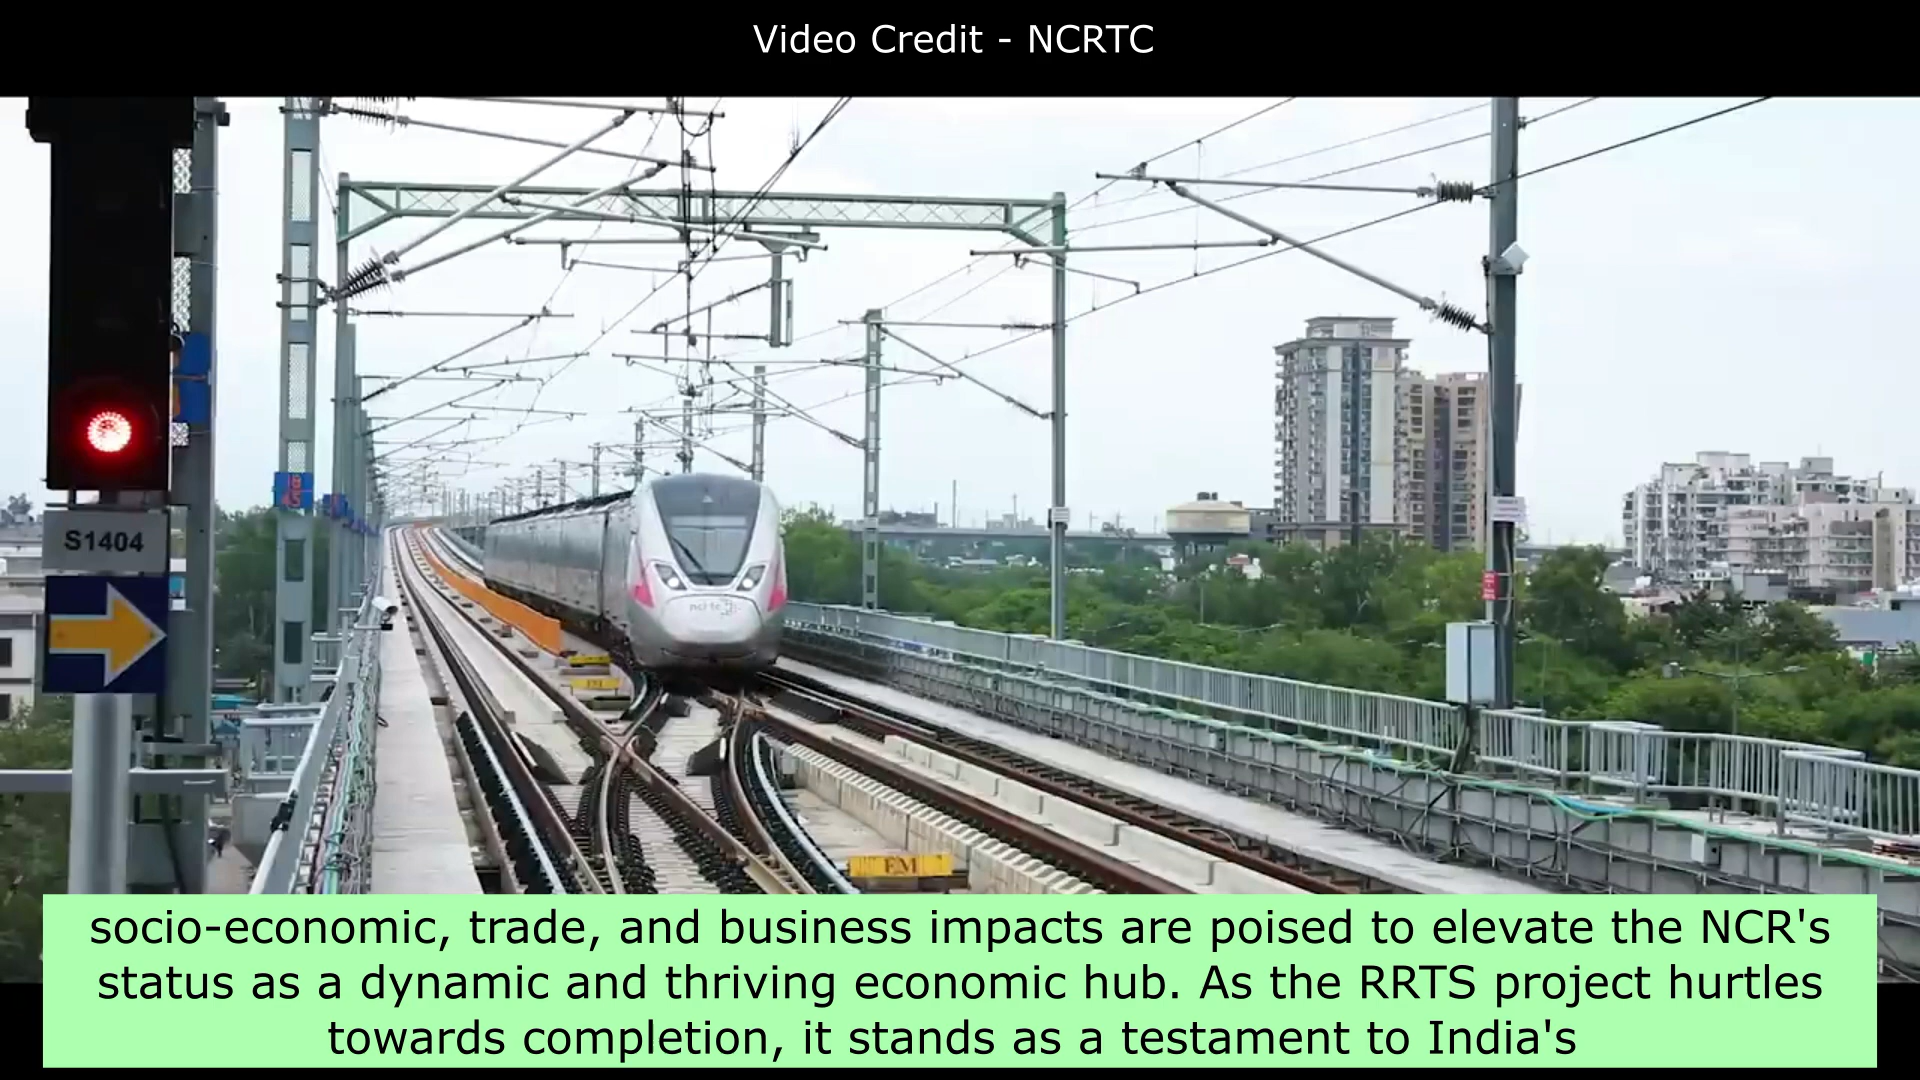 Video Credit - NCRTC
S1404
FM
socio-economic, trade, and business impacts are poised to elevate the NCR's
status as a dynamic and thriving economic hub. As the RRTS project hurtles
towards completion, it stands as a testament to India's